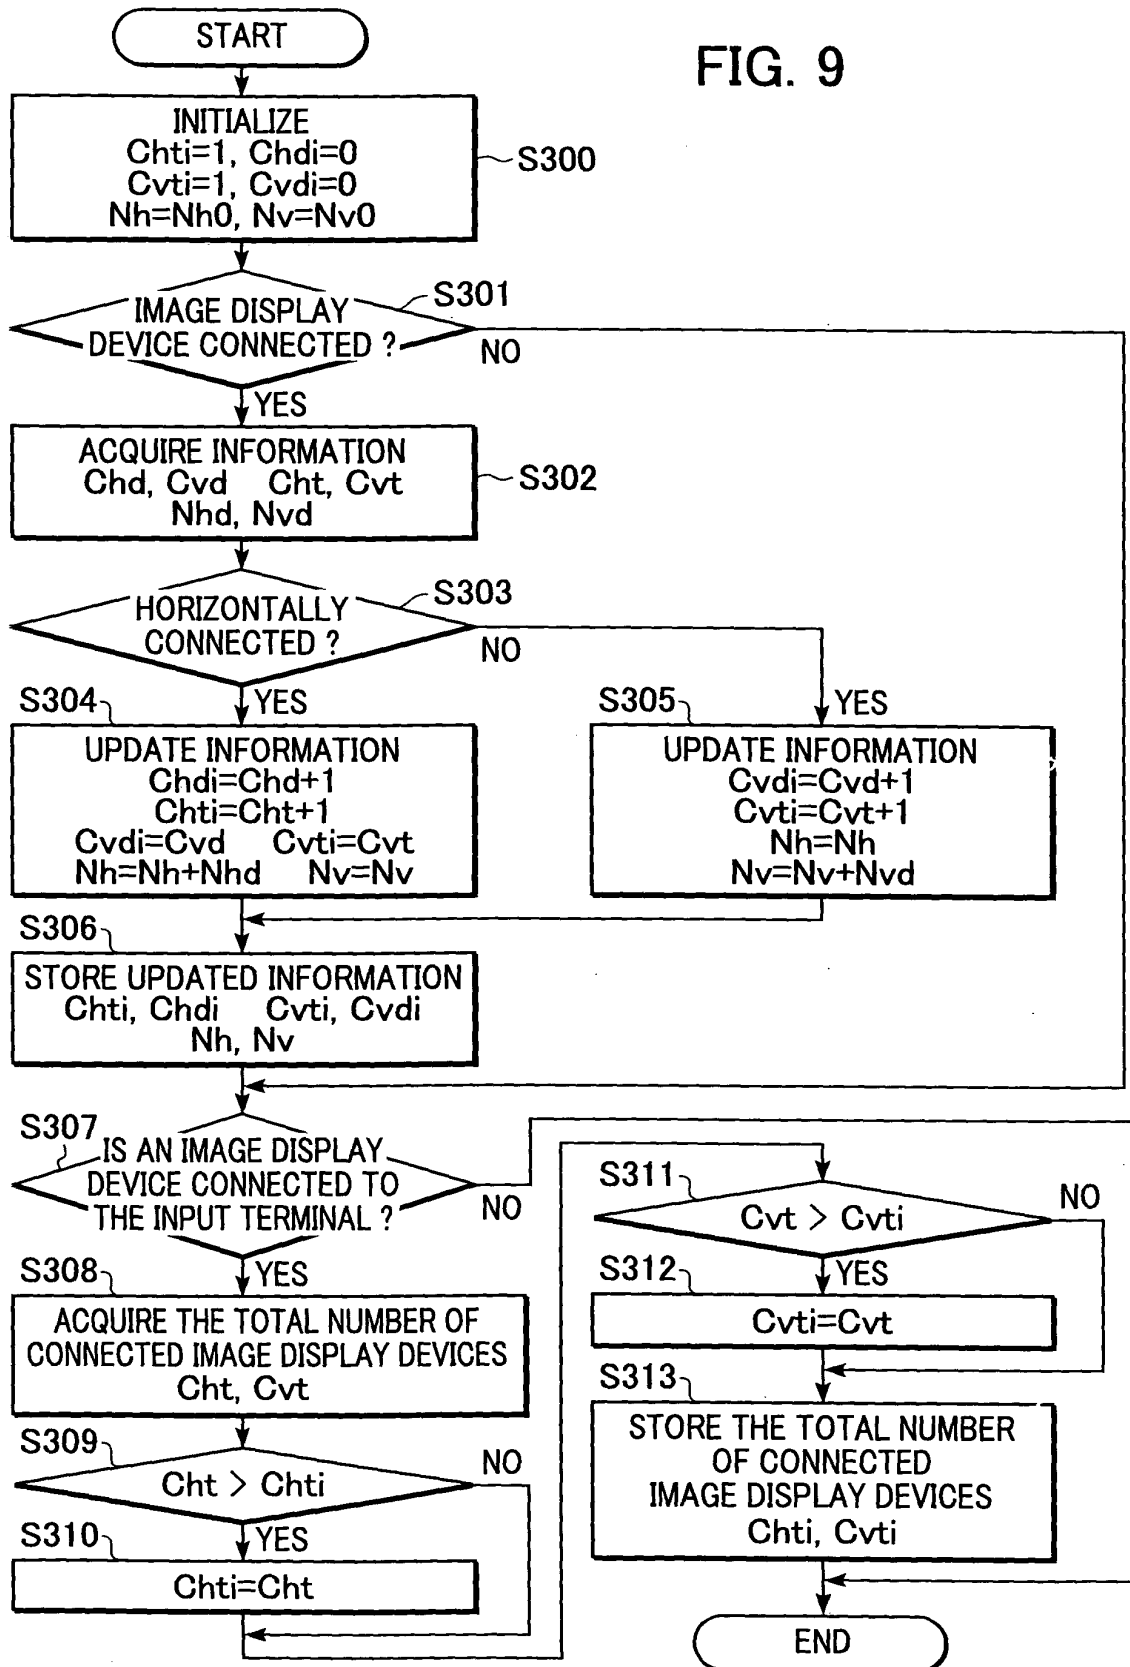 START
FIG. 9
INITIALIZE
Chti=1, Chdi=0
Cvti=1, Cvdi=0
Nh=Nh0, Nv=Nv0
S300
S301
IMAGE DISPLAY
DEVICE CONNECTED ?
NO
YES
ACQUIRE INFORMATION
Chd, Cvd Cht, Cvt
Nhd, Nvd
S302
S303
HORIZONTALLY
CONNECTED ?
NO
YES
S304
UPDATE INFORMATION
Chdi=Chd+1
Chti=Cht+1
Cvdi=Cvd Cvti=Cvt
Nh=Nh+Nhd Nv=Nv
S305
YES
UPDATE INFORMATION
Cvdi=Cvd+1
Cvti=Cvt+1
Nh=Nh
Nv=Nv+Nvd
S306
STORE UPDATED INFORMATION
Chti, Chdi Cvti, Cvdi
Nh, Nv
S307
IS AN IMAGE DISPLAY
DEVICE CONNECTED TO
THE INPUT TERMINAL ?
NO
YES
S308
ACQUIRE THE TOTAL NUMBER OF
CONNECTED IMAGE DISPLAY DEVICES
Cht, Cvt
S309
Cht > Chti
NO
YES
S310
Chti=Cht
S311
Cvt > Cvti
NO
YES
S312
Cvti=Cvt
S313
STORE THE TOTAL NUMBER
OF CONNECTED
IMAGE DISPLAY DEVICES
Chti, Cvti
END